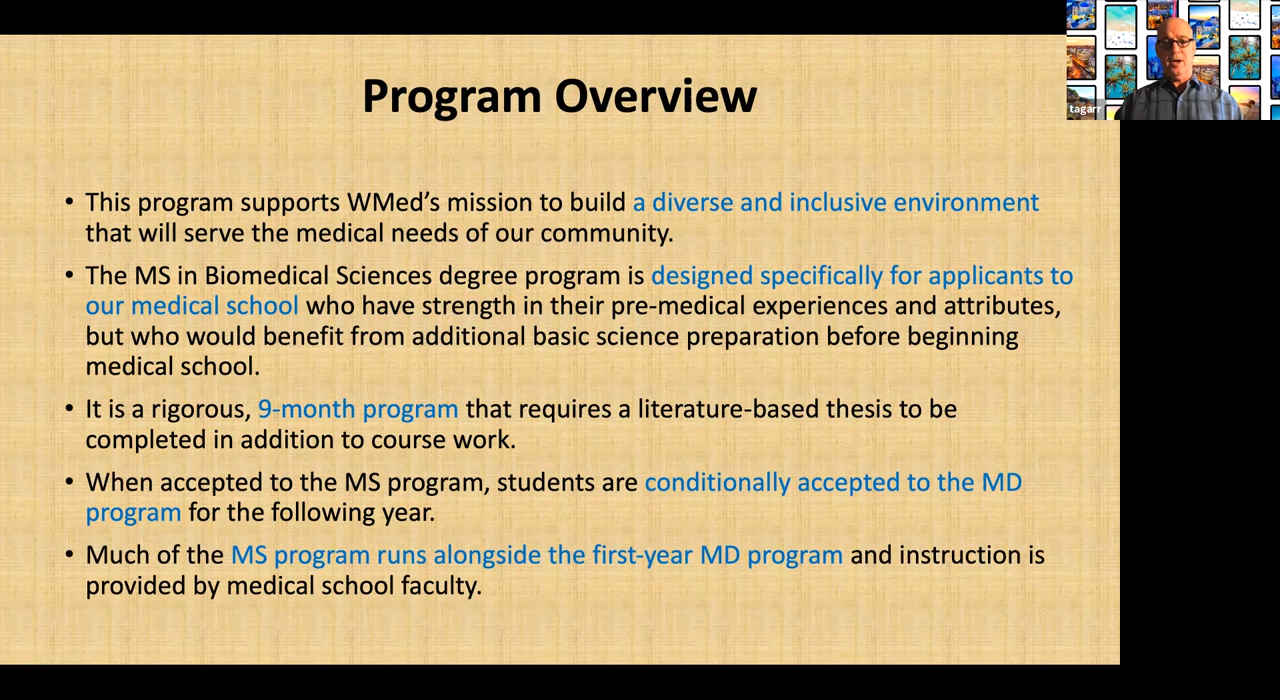 Program Overview
tagarr
• This program supports WMed’s mission to build a diverse and inclusive environment
that will serve the medical needs of our community.
• The MS in Biomedical Sciences degree program is designed specifically for applicants to
our medical school who have strength in their pre-medical experiences and attributes,
but who would benefit from additional basic science preparation before beginning
medical school.
• It is a rigorous, 9-month program that requires a literature-based thesis to be
completed in addition to course work.
• When accepted to the MS program, students are conditionally accepted to the MD
program for the following year.
• Much of the MS program runs alongside the first-year MD program and instruction is
provided by medical school faculty.